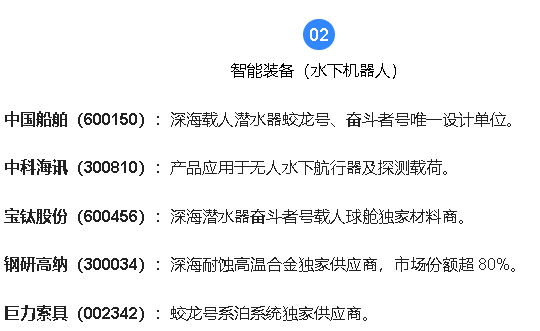 02
智能装备（水下机器人）
中国船舶（600150）：深海载人潜水器蛟龙号、奋斗者号唯一设计单位。
中科海讯（300810）：产品应用于无人水下航行器及探测载荷。
宝钛股份（600456）：深海潜水器奋斗者号载人球舱独家材料商。
钢研高纳（300034）：深海耐蚀高温合金独家供应商，市场份额超 80%。
巨力索具（002342）：蛟龙号系泊系统独家供应商。